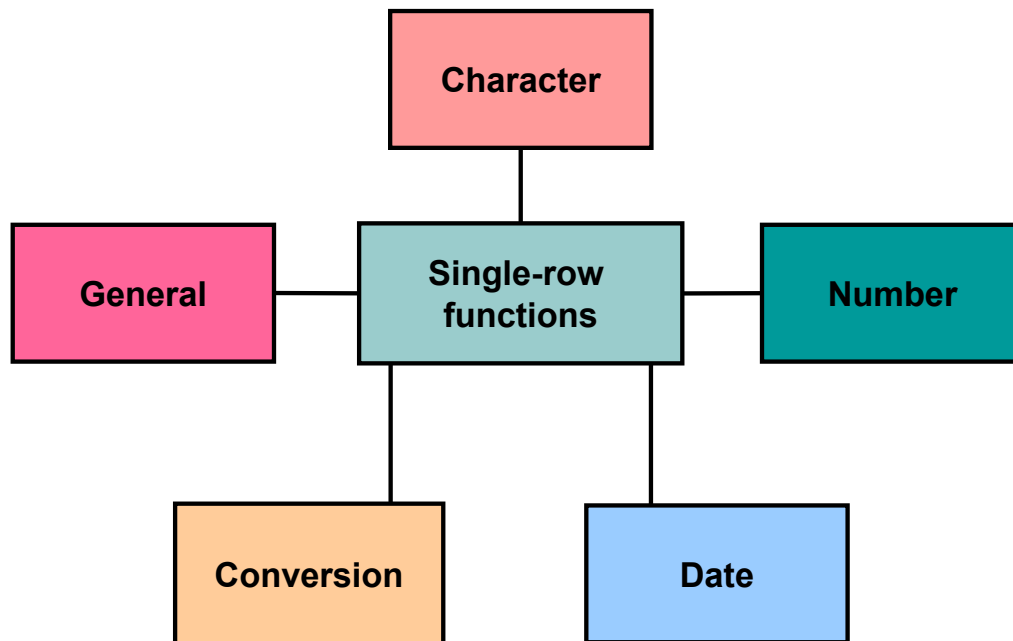 Character
General
Single-row
functions
Number
Conversion
Date